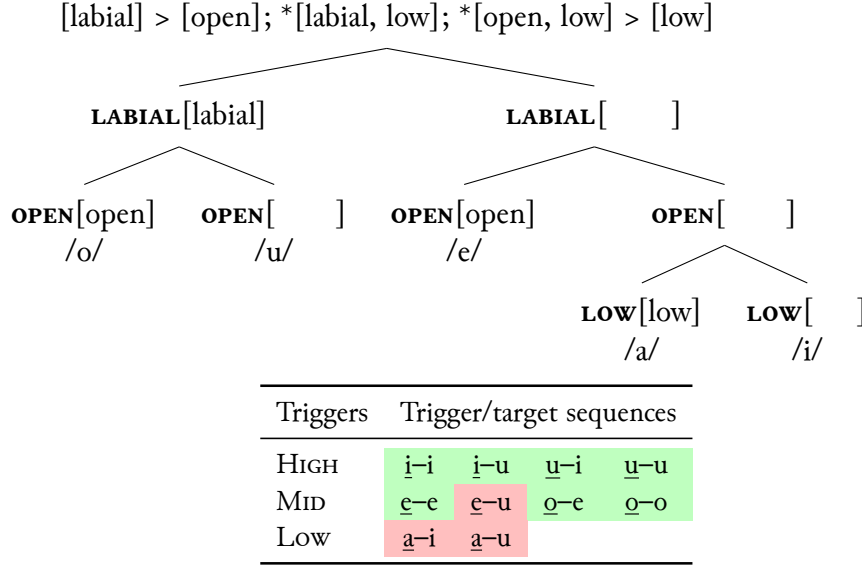 [labial] > [open]; *[labial, low]; *[open, low] > [low]
LABIAL[labial] LABIAL[ ]
OPEN[open] OPEN[ ] OPEN[open] OPEN[ ]
/o/ /u/ /e/
LOW[low] LOW[ ]
/a/ /i/
Triggers Trigger/target sequences
High i–i i–u u–i u–u
Mid e–e e–u o–e o–o
Low a–i a–u